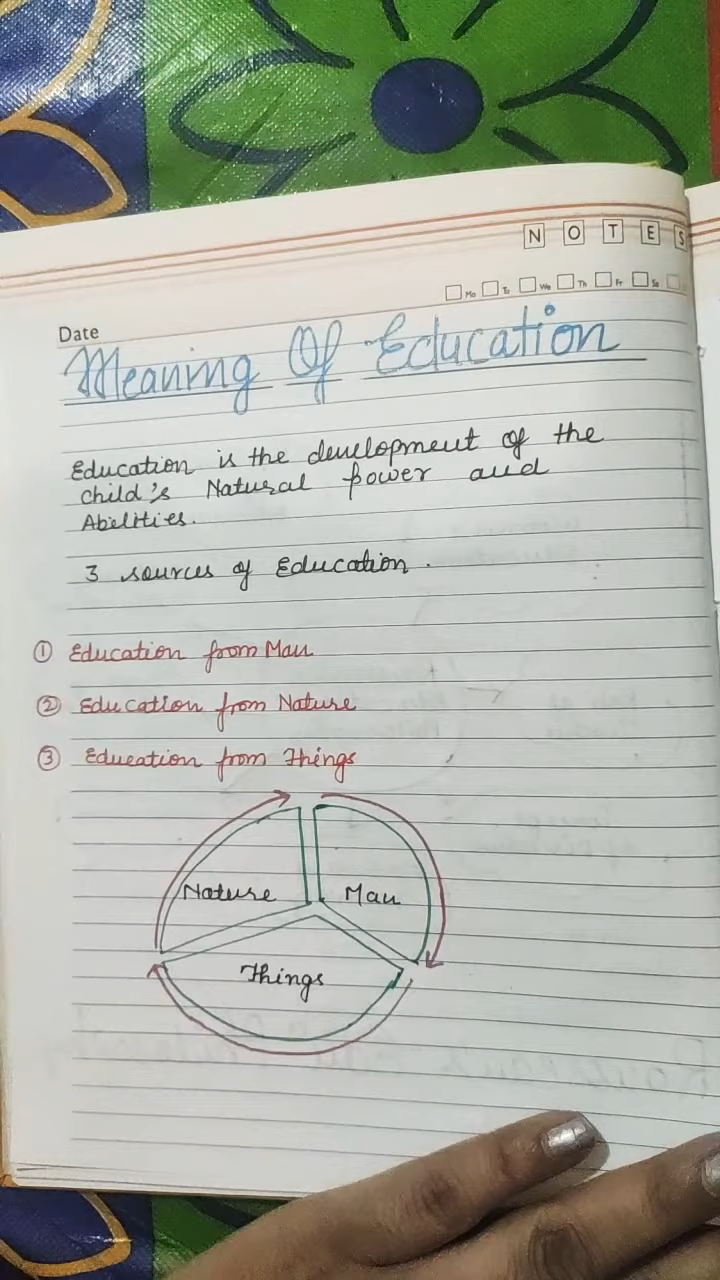 NOTES
Mo Tu We Th Fr Sa
Date
Meaning Of Education
Education is the development of the
child's Natural power and
Abilities.
3 sources of Education.
① Education from Man
② Education from Nature
③ Education from Things
Nature Man
Things